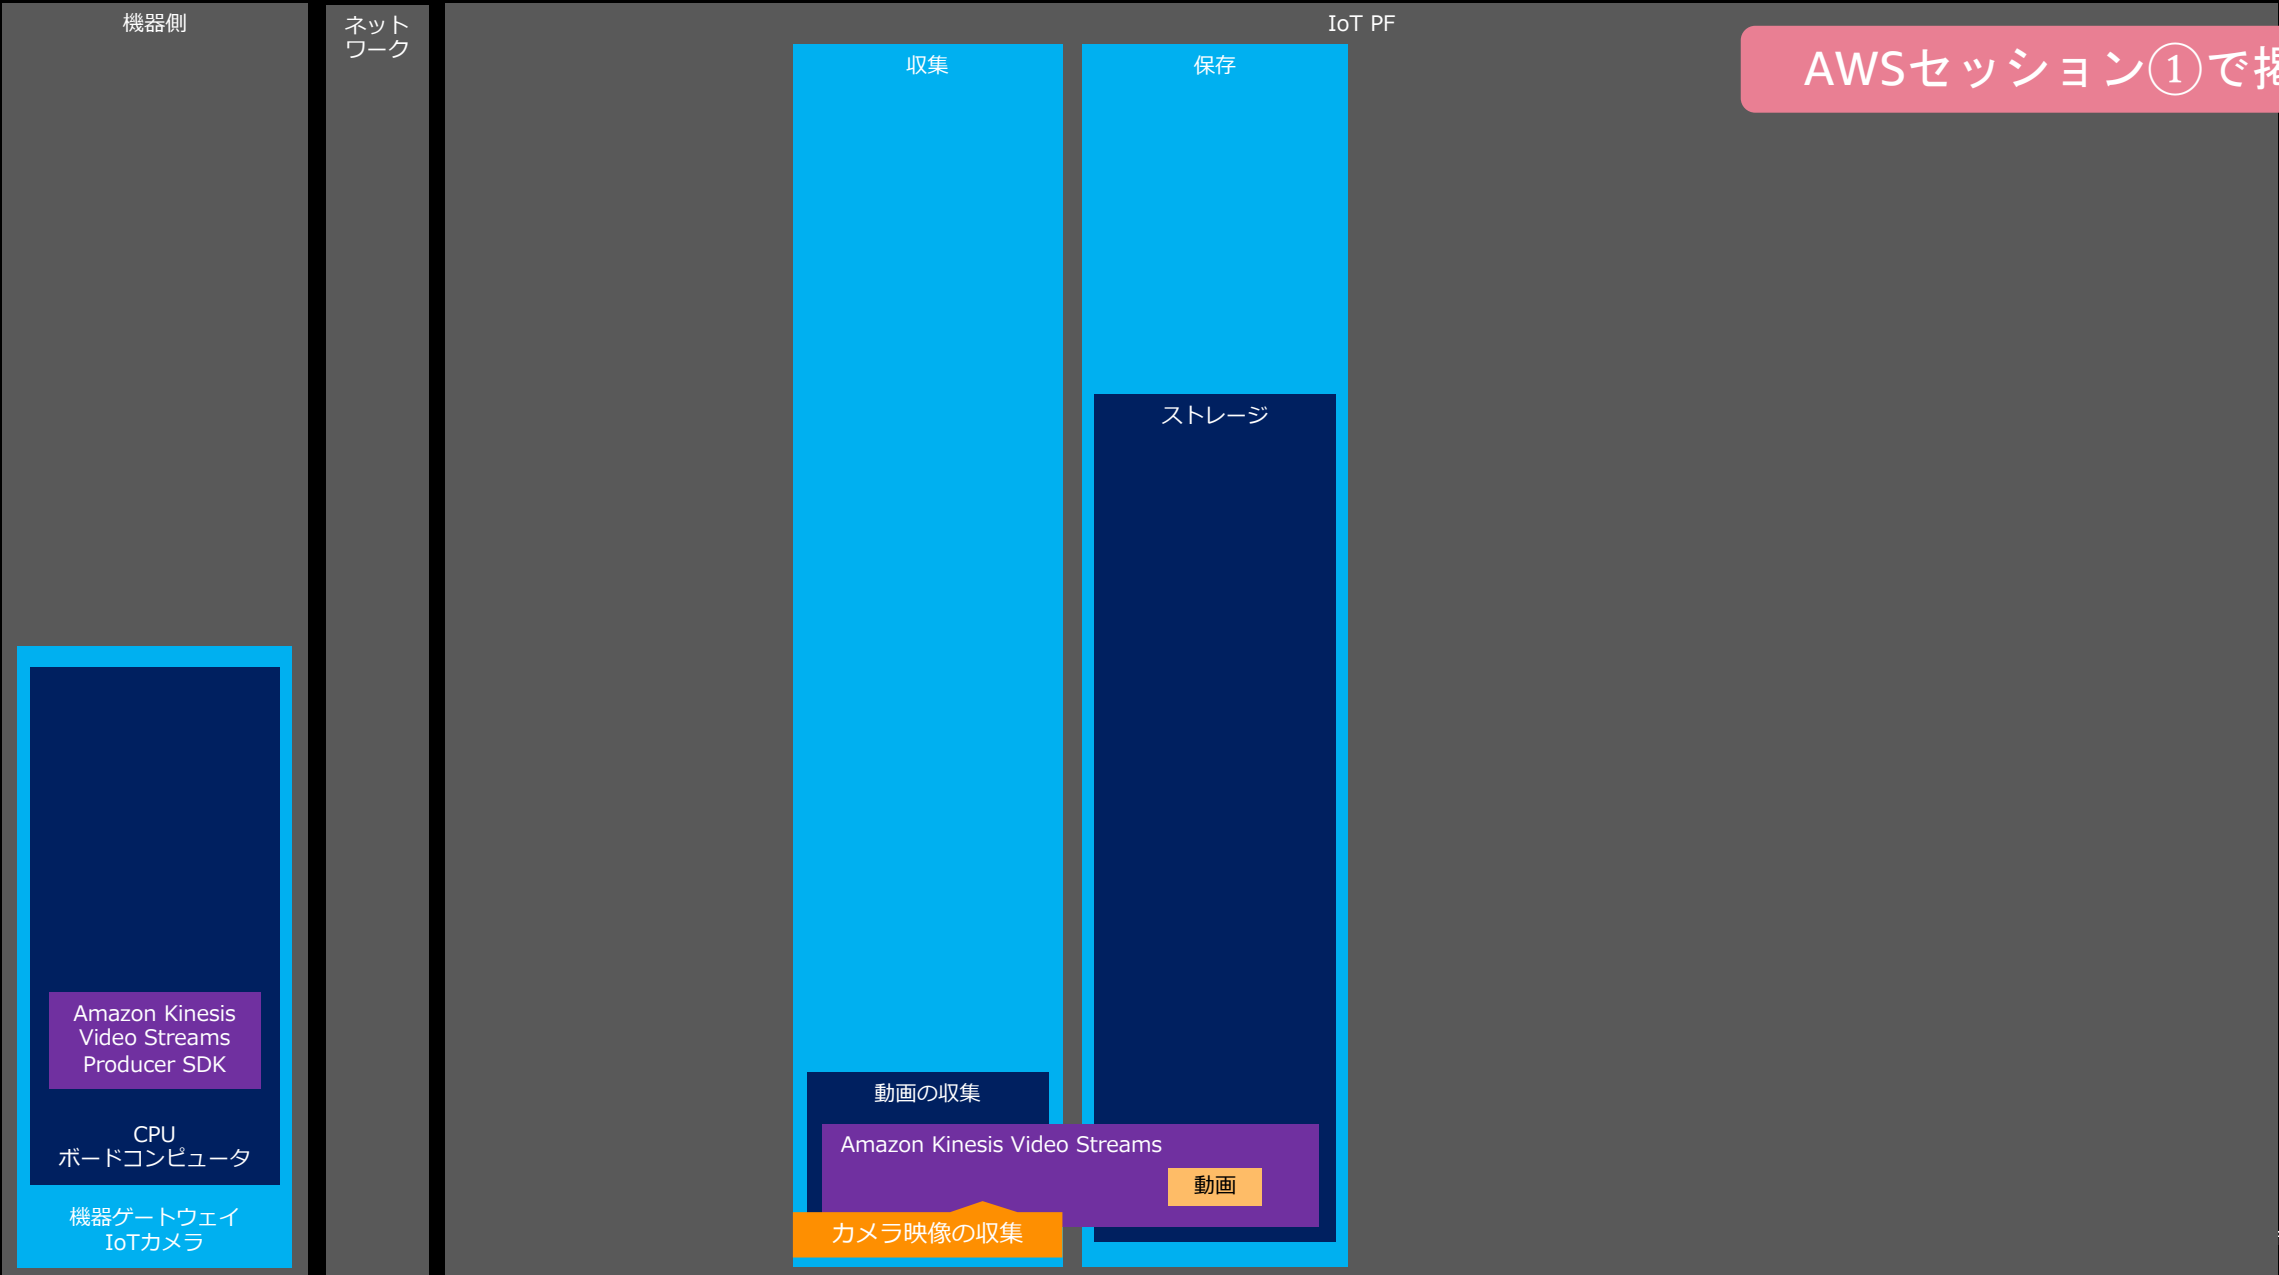 機器側
ネット
ワーク
IoT PF
AWSセッション①で
収集
保存
ストレージ
Amazon Kinesis
Video Streams
Producer SDK
CPU
ボードコンピュータ
機器ゲートウェイ
IoTカメラ
動画の収集
Amazon Kinesis Video Streams
動画
カメラ映像の収集